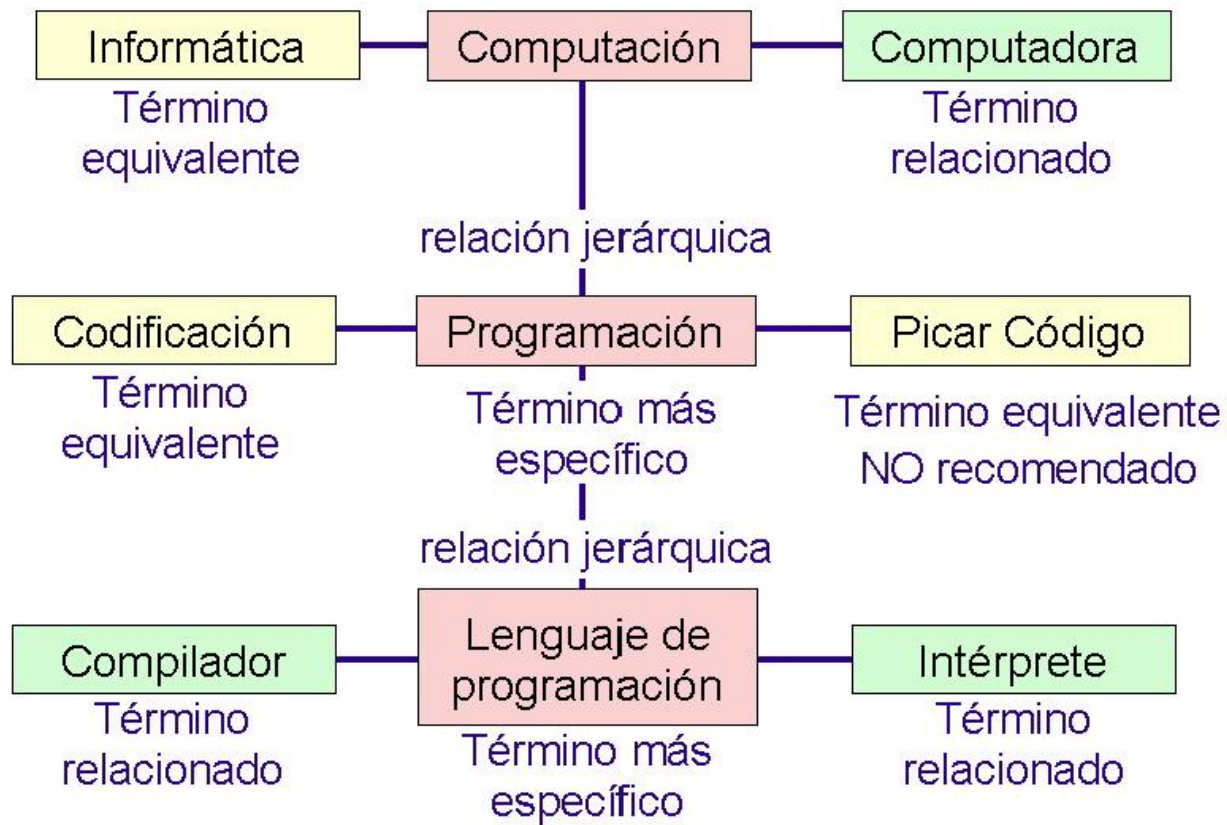 Informática
Computación
Computadora
Término
equivalente
Término
relacionado
relación jerárquica
Codificación
Programación
Picar Código
Término
equivalente
Término más
específico
Término equivalente
NO recomendado
relación jerárquica
Compilador
Lenguaje de
programación
Intérprete
Término
relacionado
Término más
específico
Término
relacionado